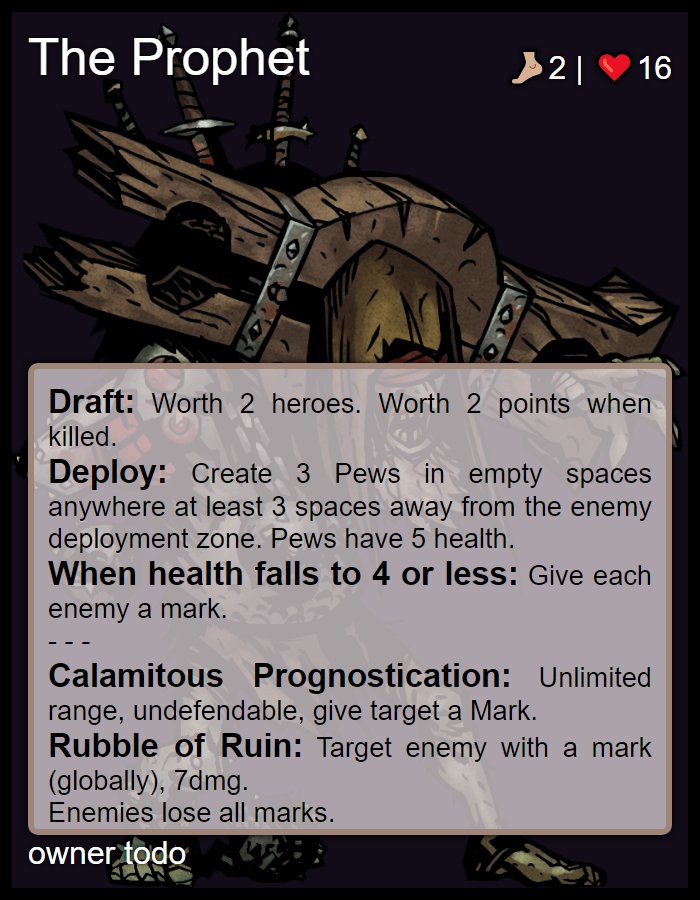 The Prophet
🦶🏼2 | ❤️16
Draft: Worth 2 heroes. Worth 2 points when
killed.
Deploy: Create 3 Pews in empty spaces
anywhere at least 3 spaces away from the enemy
deployment zone. Pews have 5 health.
When health falls to 4 or less: Give each
enemy a mark.
- - -
Calamitous Prognostication: Unlimited
range, undefendable, give target a Mark.
Rubble of Ruin: Target enemy with a mark
(globally), 7dmg.
Enemies lose all marks.
owner todo